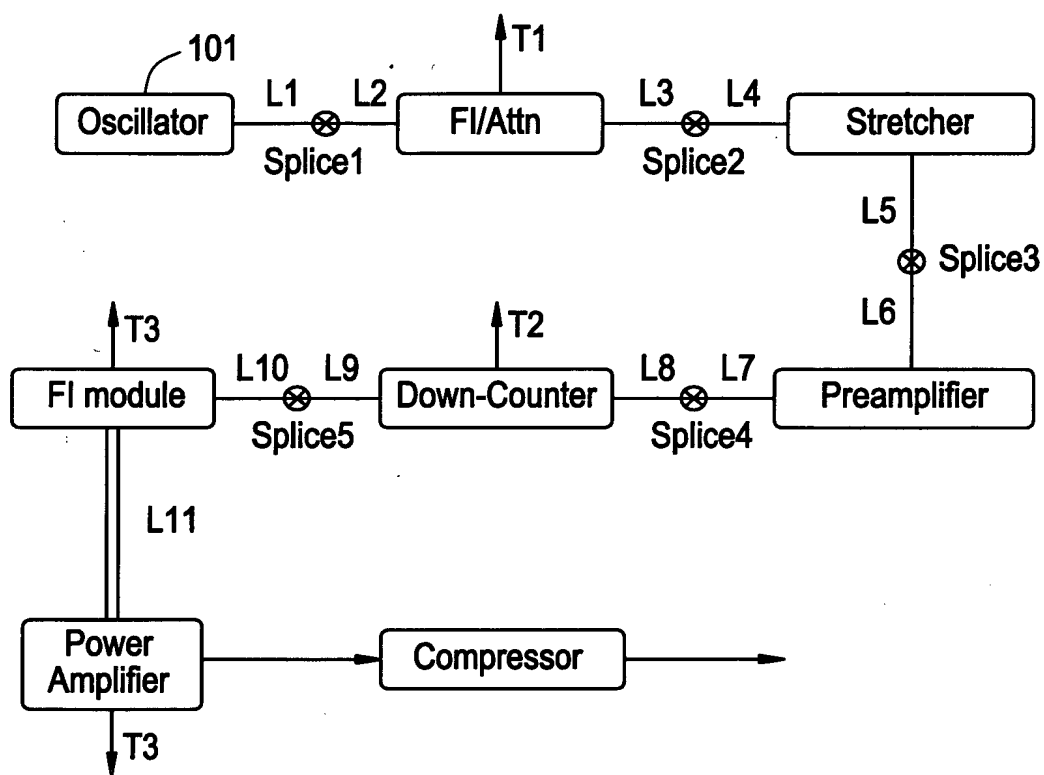 101
T1
L1
L2
L3
L4
Oscillator
FI/Attn
Stretcher
Splice1
Splice2
L5
Splice3
L6
T3
T2
L10
L9
L8
L7
FI module
Down-Counter
Preamplifier
Splice5
Splice4
L11
Power
Amplifier
Compressor
T3